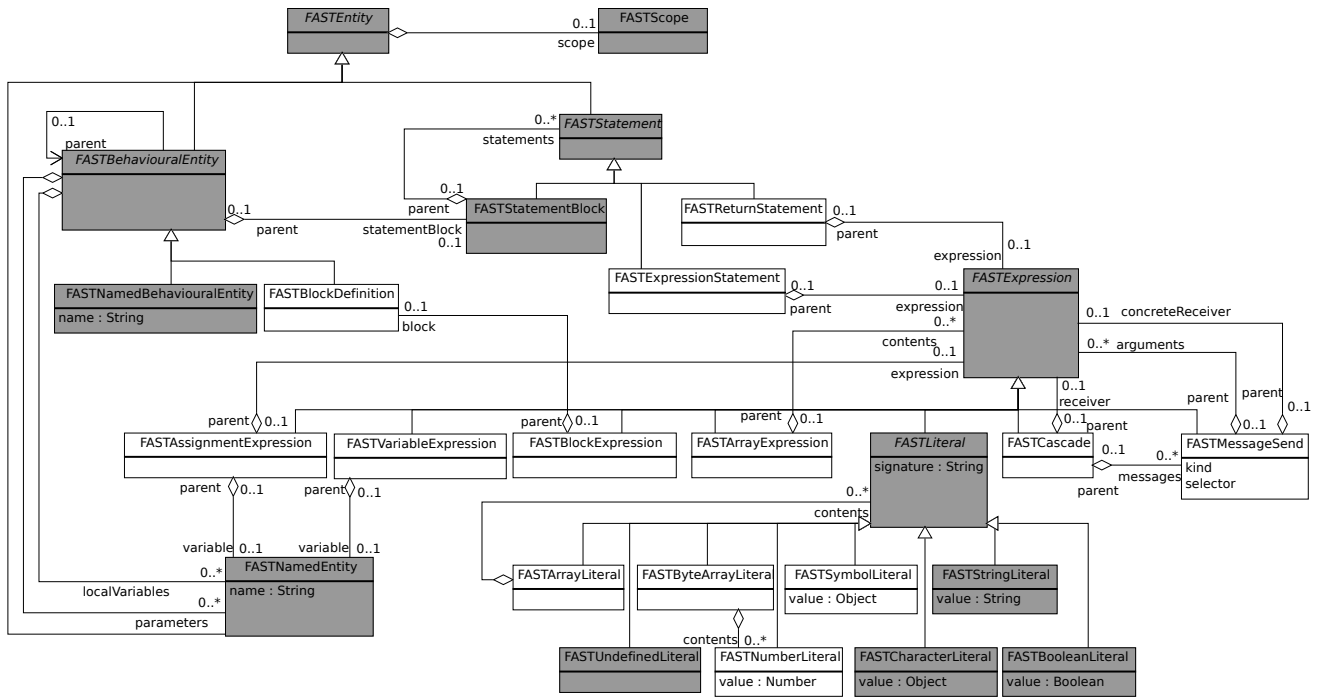 FASTEntity
FASTScope
0..1
scope
0..1
parent
FASTBehaviouralEntity
0..*
FASTStatement
statements
0..1
parent
0..1
parent
FASTStatementBlock
statementBlock
0..1
FASTReturnStatement
0..1
parent
0..1
expression
FASTNamedBehaviouralEntity
name : String
FASTBlockDefinition
0..1
block
FASTExpressionStatement
0..1
parent
0..1
expression
FASTExpression
0..*
contents
0..1
expression
0..1 concreteReceiver
0..* arguments
0..1
receiver
parent
parent
0..1
parent 0..1
parent 0..1
parent 0..1
0..1
parent
0..1
FASTAssignmentExpression
FASTVariableExpression
FASTBlockExpression
FASTArrayExpression
FASTLiteral
signature : String
FASTCascade
0..1
parent
0..*
messages
FASTMessageSend
kind
selector
parent 0..1
parent 0..1
0..*
contents
variable 0..1
variable 0..1
FASTNamedEntity
name : String
0..*
localVariables
0..*
parameters
FASTArrayLiteral
FASTByteArrayLiteral
FASTSymbolLiteral
value : Object
FASTStringLiteral
value : String
contents 0..*
FASTUndefinedLiteral
FASTNumberLiteral
value : Number
FASTCharacterLiteral
value : Object
FASTBooleanLiteral
value : Boolean